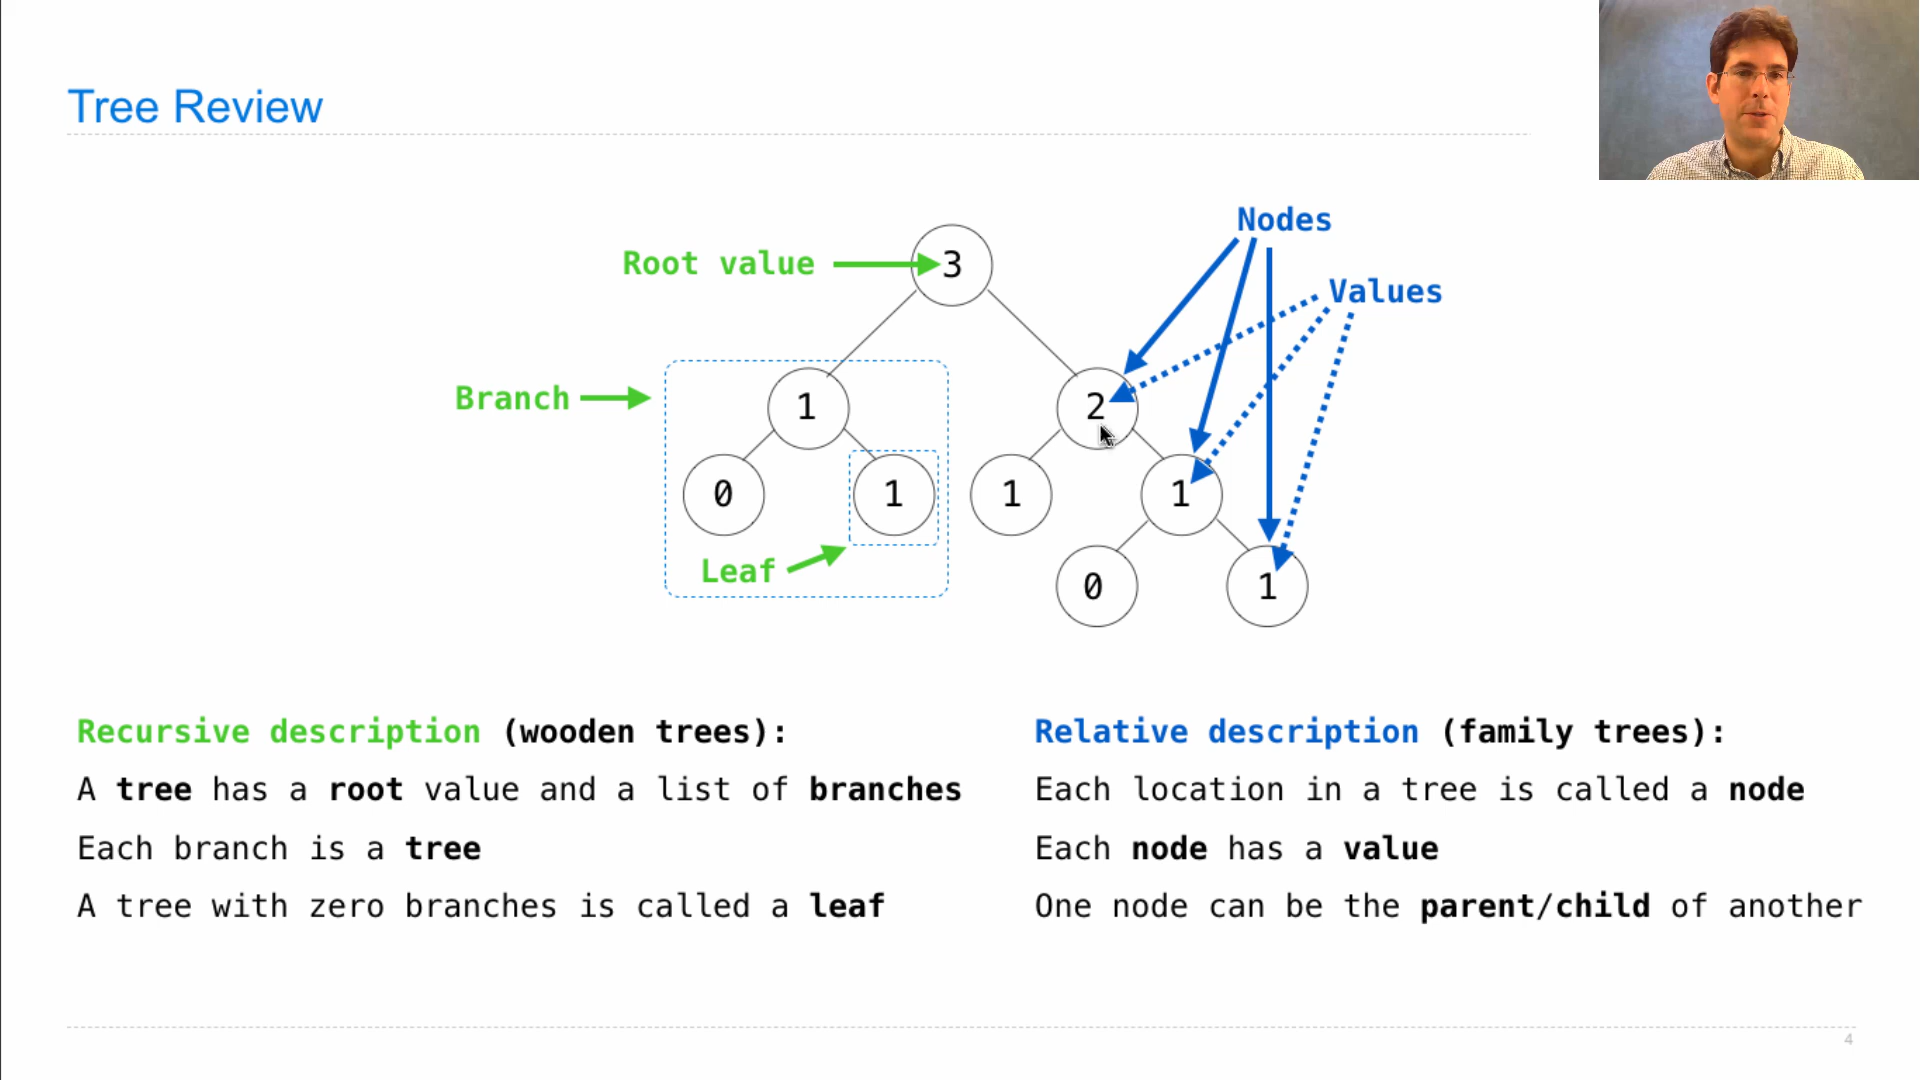 Tree Review
Nodes
Root value
3
Values
Branch
1
2
0
1
1
1
Leaf
0
1
Recursive description (wooden trees):
A tree has a root value and a list of branches
Each branch is a tree
A tree with zero branches is called a leaf
Relative description (family trees):
Each location in a tree is called a node
Each node has a value
One node can be the parent/child of another
4